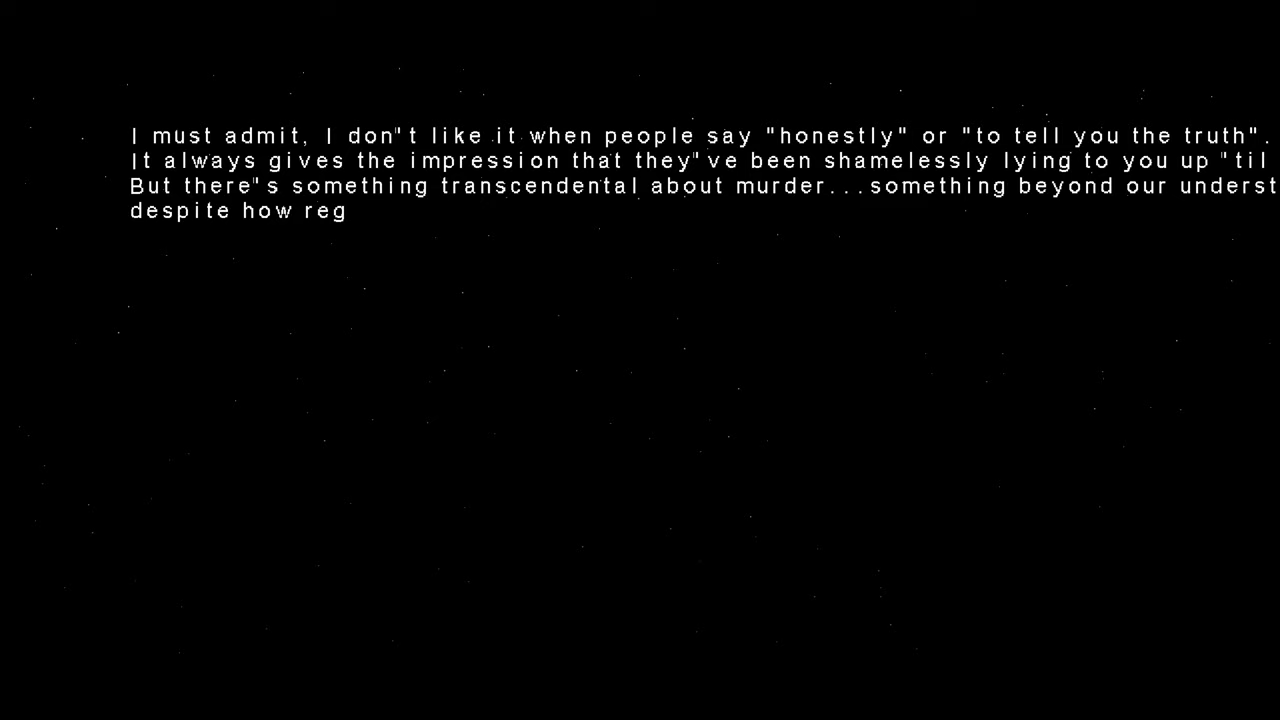 I must admit, I don"t like it when people say "honestly" or "to tell you the truth".
It always gives the impression that they"ve been shamelessly lying to you up "til
But there"s something transcendental about murder...something beyond our underst
despite how reg